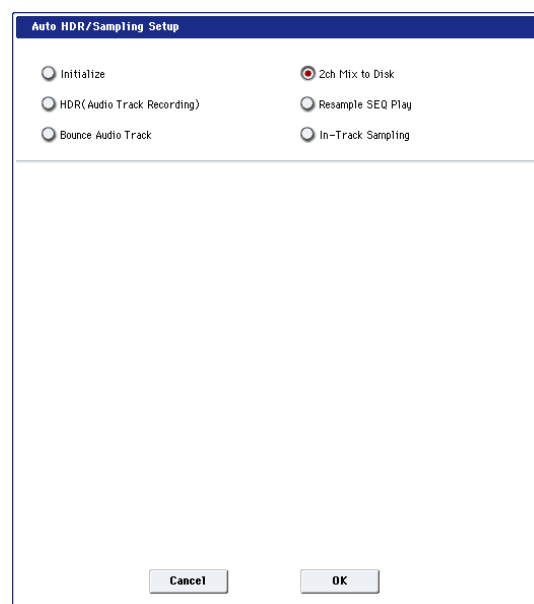 Auto HDR/Sampling Setup
Initialize
2ch Mix to Disk
HDR(Audio Track Recording)
Resample SEQ Play
Bounce Audio Track
In-Track Sampling
Cancel
OK